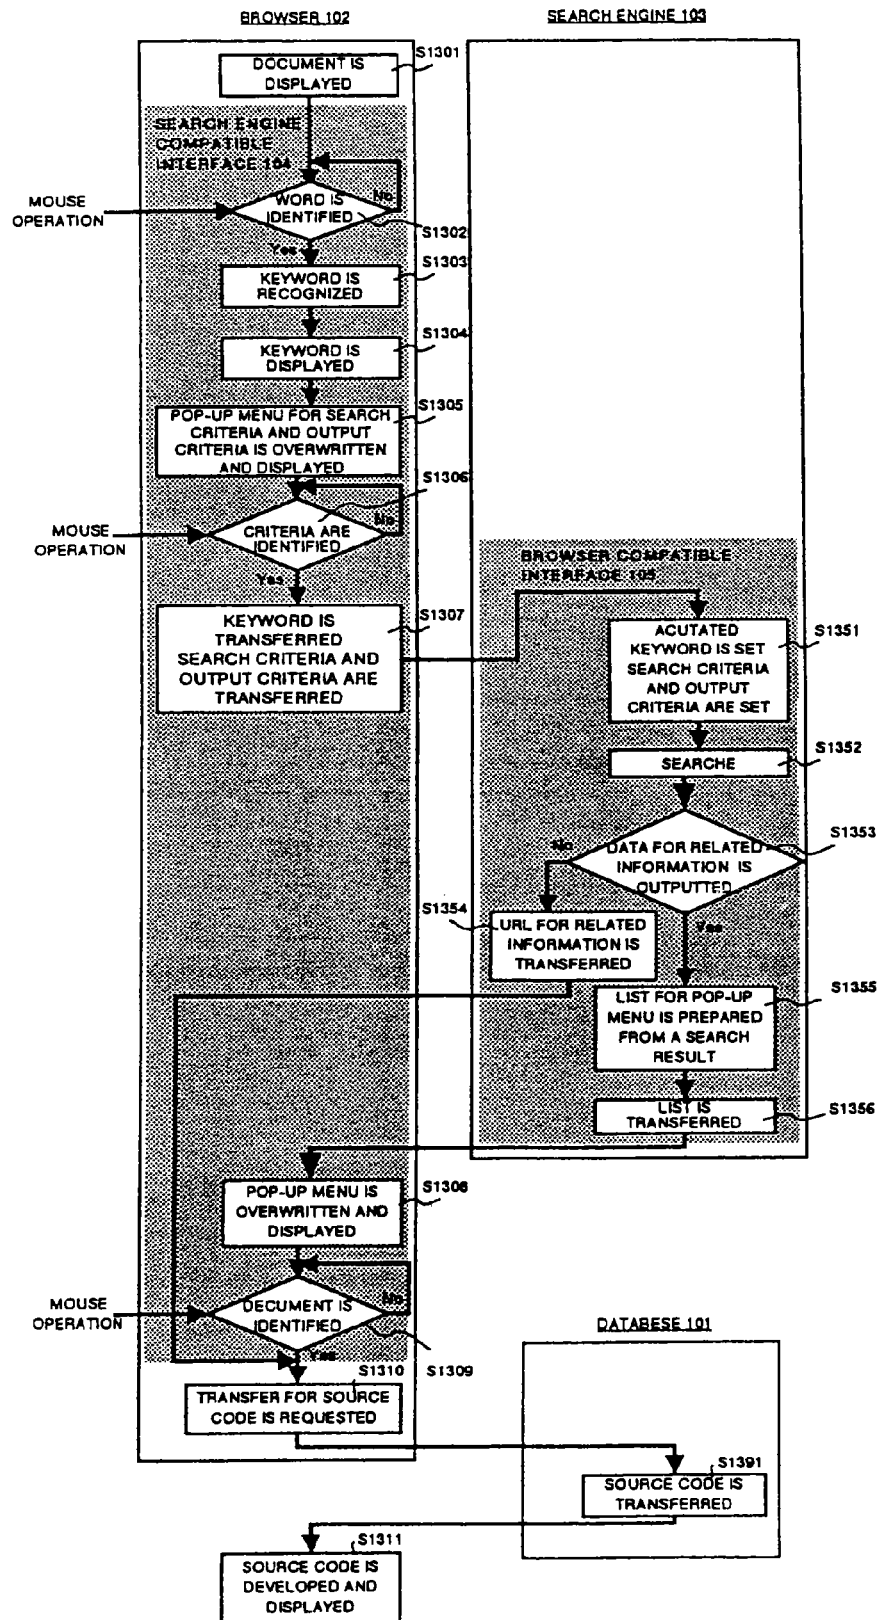 BROWSER 102
SEARCH ENGINE 103
S1301
DOCUMENT IS
DISPLAYED
SEARCH ENGINE
COMPATIBLE
INTERFACE 104
No
MOUSE
OPERATION
WORD IS
IDENTIFIED
S1302
Yes
S1303
KEYWORD IS
RECOGNIZED
S1304
KEYWORD IS
DISPLAYED
S1305
POP-UP MENU FOR SEARCH
CRITERIA AND OUTPUT
CRITERIA IS OVERWRITTEN
AND DISPLAYED
S1306
No
MOUSE
OPERATION
CRITERIA ARE
IDENTIFIED
Yes
BROWSER COMPATIBLE
INTERFACE 105
S1307
KEYWORD IS
TRANSFERRED
SEARCH CRITERIA AND
OUTPUT CRITERIA ARE
TRANSFERRED
S1351
ACUTATED
KEYWORD IS SET
SEARCH CRITERIA
AND OUTPUT
CRITERIA ARE SET
S1352
SEARCHE
S1353
No
DATA FOR RELATED
INFORMATION IS
OUTPUTTED
S1354
URL FOR RELATED
INFORMATION IS
TRANSFERRED
Yes
S1355
LIST FOR POP-UP
MENU IS PREPARED
FROM A SEARCH
RESULT
S1356
LIST IS
TRANSFERRED
S1308
POP-UP MENU IS
OVERWRITTEN AND
DISPLAYED
MOUSE
OPERATION
No
DECUMENT IS
IDENTIFIED
Yes
S1309
DATABESE 101
S1310
TRANSFER FOR SOURCE
CODE IS REQUESTED
S1391
SOURCE CODE IS
TRANSFERRED
S1311
SOURCE CODE IS
DEVELOPED AND
DISPLAYED